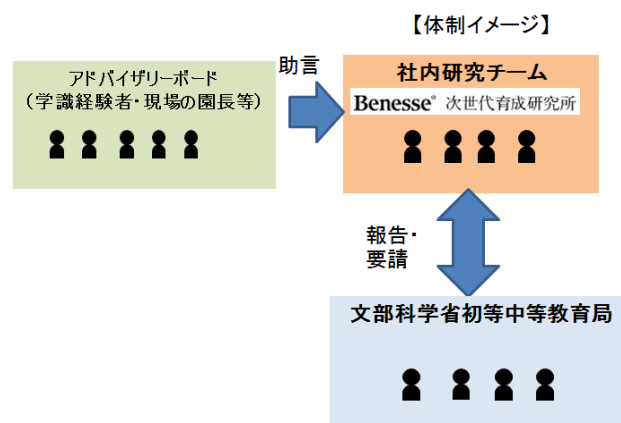 【体制イメージ】
アドバイザリーボード
（学識経験者・現場の園長等）
助言
社内研究チーム
Benesse® 次世代育成研究所
報告・
要請
文部科学省初等中等教育局